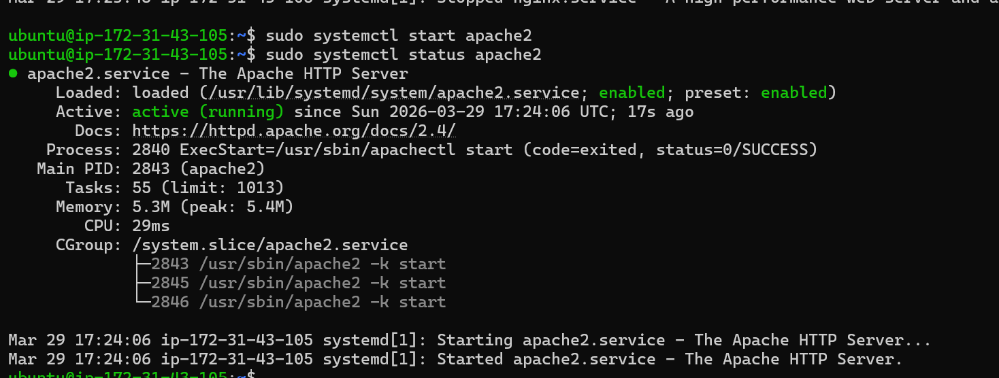 Mar 29 17:23:48 ip-172-31-43-105 systemd[1]: Stopped nginx.service - A high performance web server and a
ubuntu@ip-172-31-43-105:~$ sudo systemctl start apache2
ubuntu@ip-172-31-43-105:~$ sudo systemctl status apache2
● apache2.service - The Apache HTTP Server
     Loaded: loaded (/usr/lib/systemd/system/apache2.service; enabled; preset: enabled)
     Active: active (running) since Sun 2026-03-29 17:24:06 UTC; 17s ago
       Docs: https://httpd.apache.org/docs/2.4/
    Process: 2840 ExecStart=/usr/sbin/apachectl start (code=exited, status=0/SUCCESS)
   Main PID: 2843 (apache2)
      Tasks: 55 (limit: 1013)
     Memory: 5.3M (peak: 5.4M)
        CPU: 29ms
     CGroup: /system.slice/apache2.service
             ├─2843 /usr/sbin/apache2 -k start
             ├─2845 /usr/sbin/apache2 -k start
             └─2846 /usr/sbin/apache2 -k start
Mar 29 17:24:06 ip-172-31-43-105 systemd[1]: Starting apache2.service - The Apache HTTP Server...
Mar 29 17:24:06 ip-172-31-43-105 systemd[1]: Started apache2.service - The Apache HTTP Server.
ubuntu@ip-172-31-43-105:~$